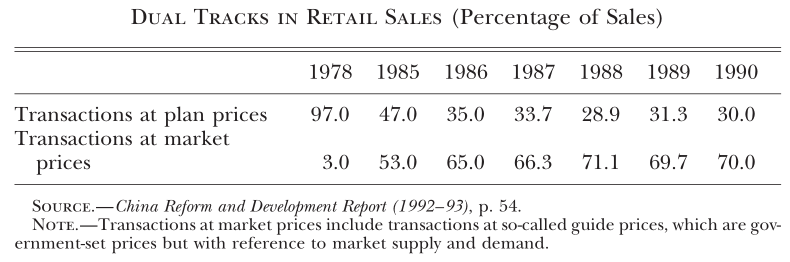 Dual Tracks in Retail Sales (Percentage of Sales)
1978 1985 1986 1987 1988 1989 1990
Transactions at plan prices 97.0 47.0 35.0 33.7 28.9 31.3 30.0
Transactions at market
prices 3.0 53.0 65.0 66.3 71.1 69.7 70.0
Source.—China Reform and Development Report (1992–93), p. 54.
Note.—Transactions at market prices include transactions at so-called guide prices, which are gov-
ernment-set prices but with reference to market supply and demand.